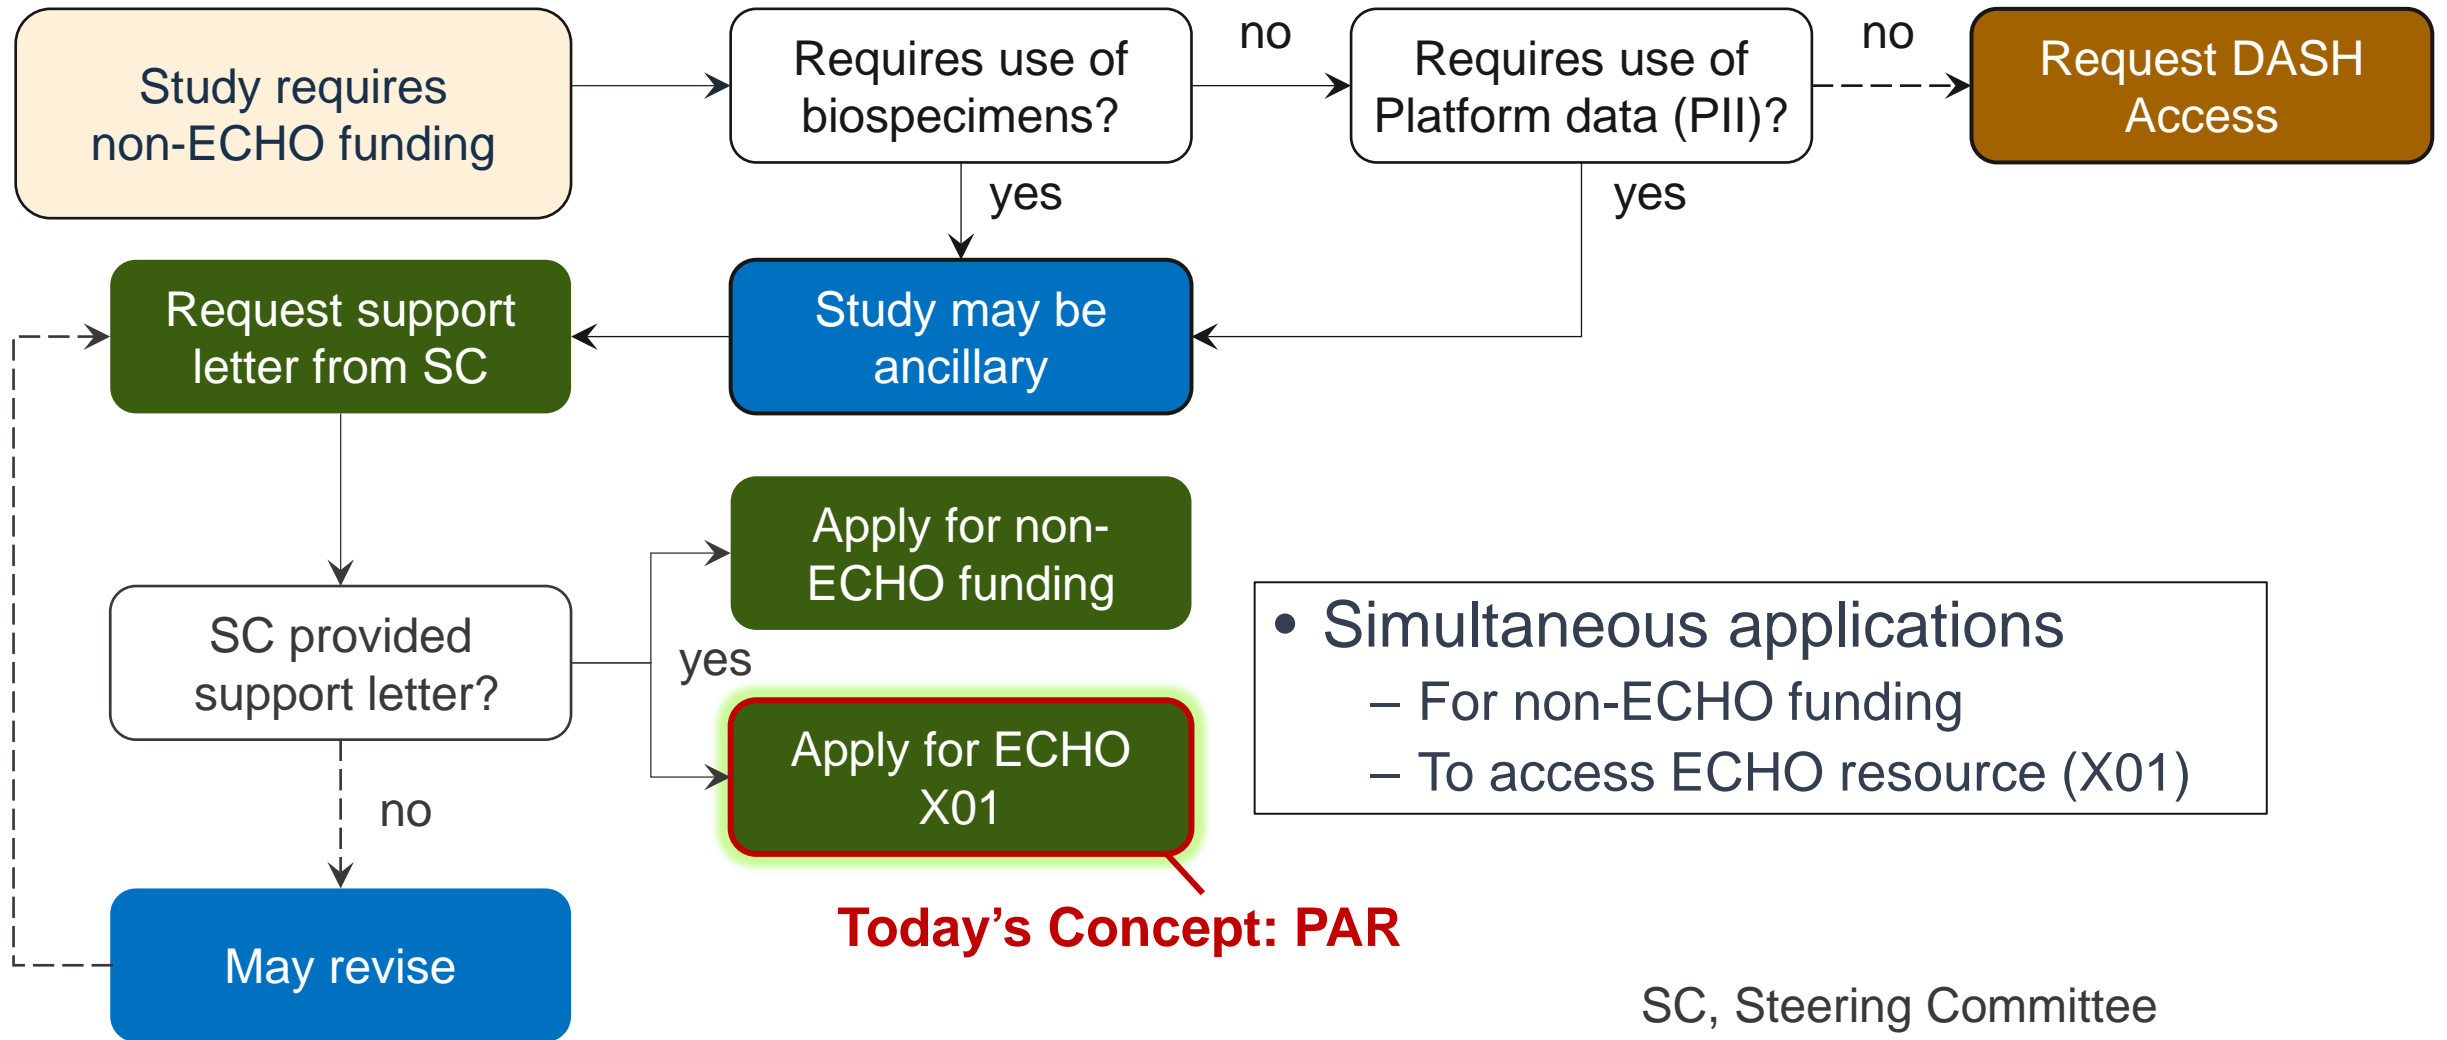 Study requires
non-ECHO funding
Requires use of
biospecimens?
no
Requires use of
Platform data (PII)?
no
Request DASH
Access
yes
yes
Request support
letter from SC
Study may be
ancillary
Apply for non-
ECHO funding
SC provided
support letter?
yes
Apply for ECHO
X01
no
May revise
Today’s Concept: PAR
• Simultaneous applications
– For non-ECHO funding
– To access ECHO resource (X01)
SC, Steering Committee